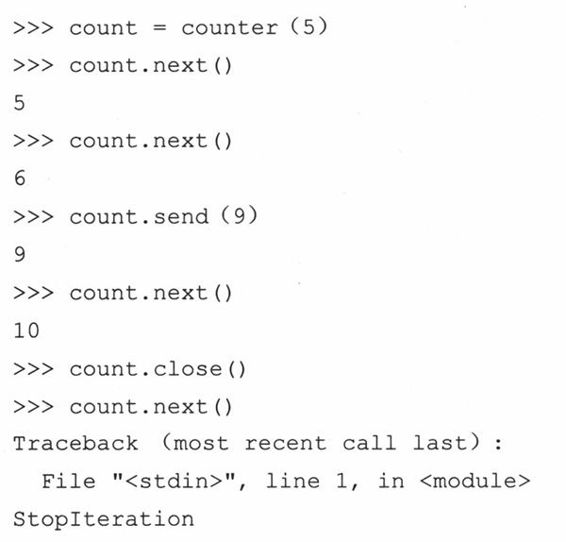 >>> count = counter (5)
>>> count.next()
5
>>> count.next()
6
>>> count.send (9)
9
>>> count.next()
10
>>> count.close()
>>> count.next()
Traceback (most recent call last):
  File "<stdin>", line 1, in <module>
StopIteration